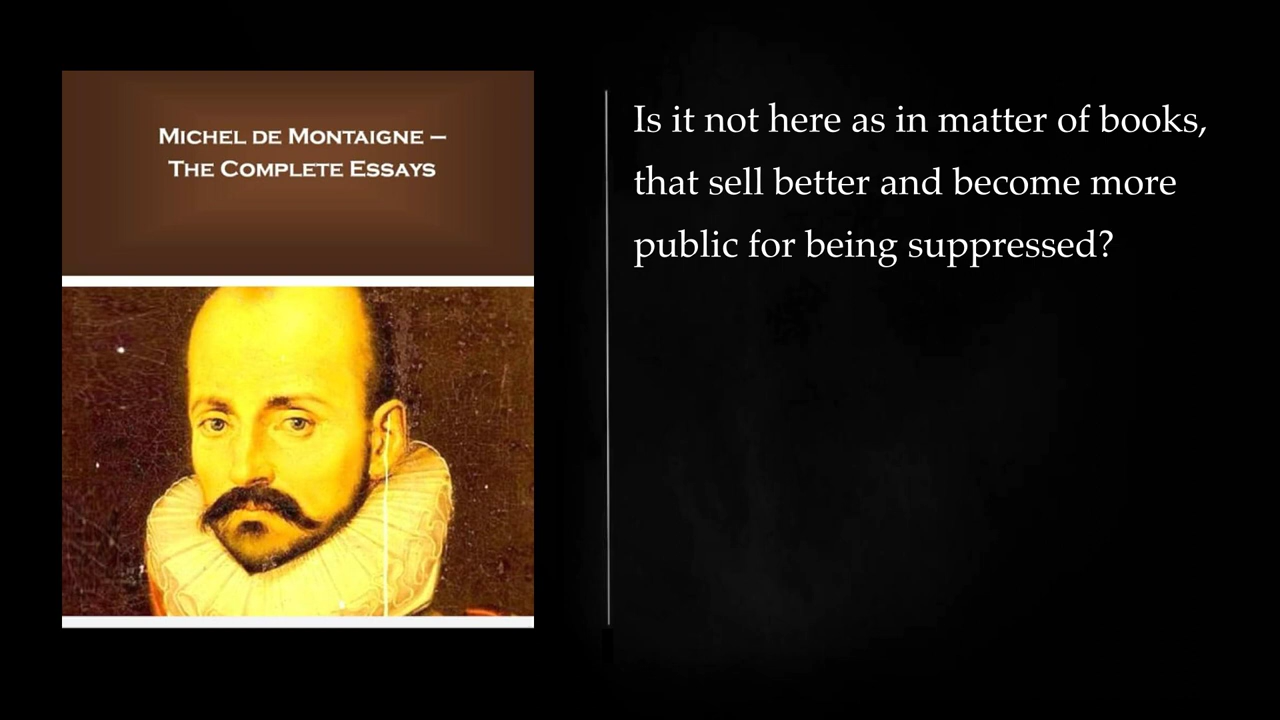 MICHEL DE MONTAIGNE –
THE COMPLETE ESSAYS
Is it not here as in matter of books,
that sell better and become more
public for being suppressed?